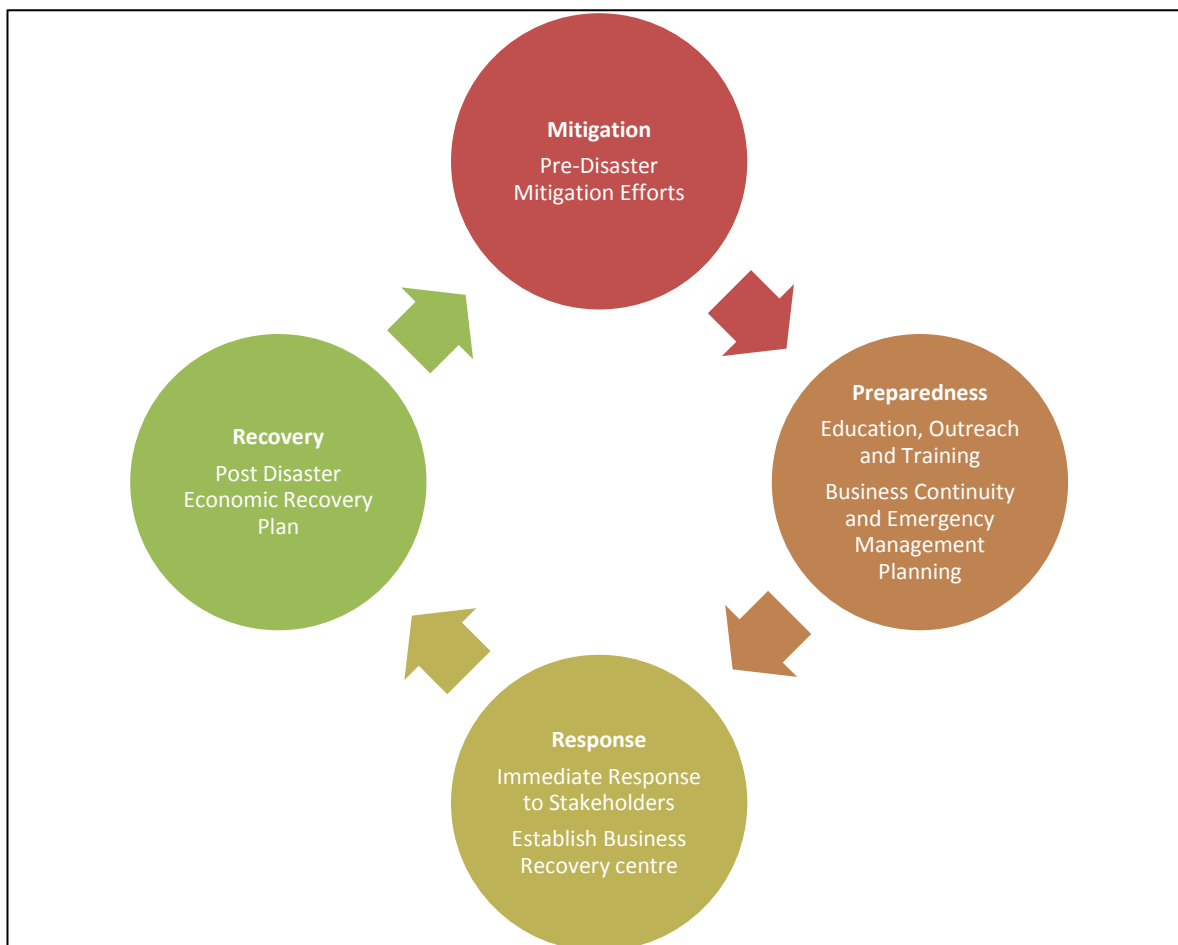 Mitigation
Pre-Disaster
Mitigation Efforts
Preparedness
Education, Outreach
and Training
Business Continuity
and Emergency
Management
Planning
Response
Immediate Response
to Stakeholders
Establish Business
Recovery centre
Recovery
Post Disaster
Economic Recovery
Plan